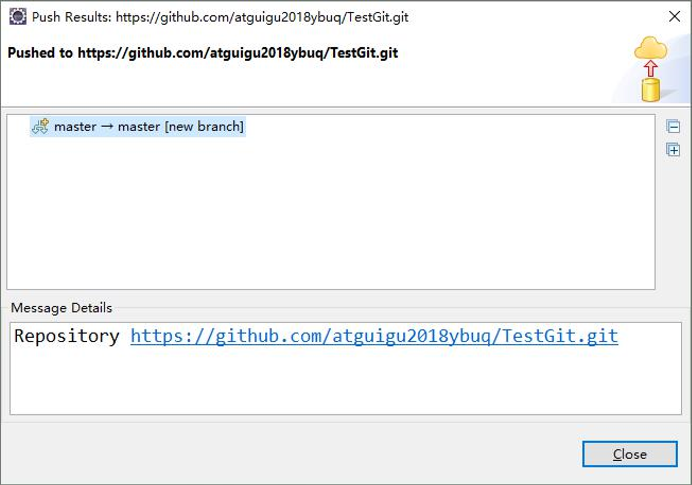 Push Results: https://github.com/atguigu2018ybuq/TestGit.git
Pushed to https://github.com/atguigu2018ybuq/TestGit.git
master → master [new branch]
Message Details
Repository https://github.com/atguigu2018ybuq/TestGit.git
Close